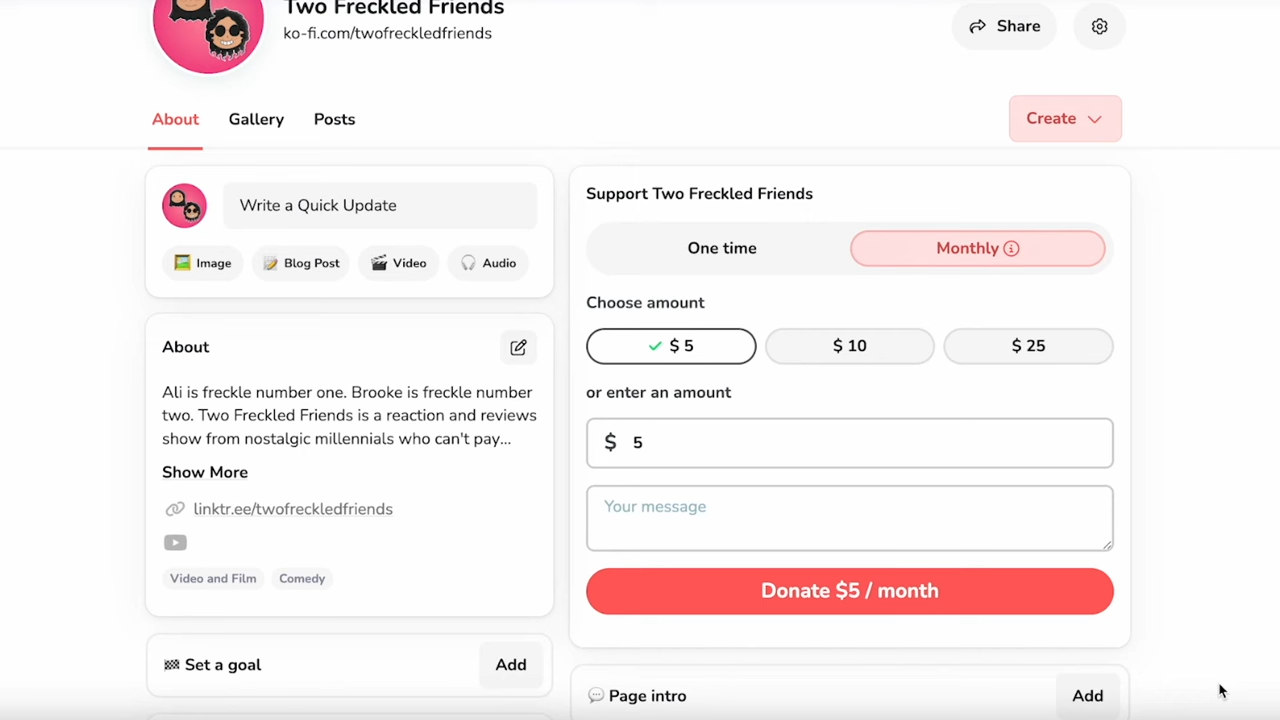 Two Freckled Friends
ko-fi.com/twofreckledfriends
Share
About
Gallery
Posts
Create
Write a Quick Update
Image
Blog Post
Video
Audio
About
Ali is freckle number one. Brooke is freckle number
two. Two Freckled Friends is a reaction and reviews
show from nostalgic millennials who can't pay...
Show More
linktr.ee/twofreckledfriends
Video and Film
Comedy
Set a goal
Add
Support Two Freckled Friends
One time
Monthly
Choose amount
$ 5
$ 10
$ 25
or enter an amount
$ 5
Your message
Donate $5 / month
Page intro
Add